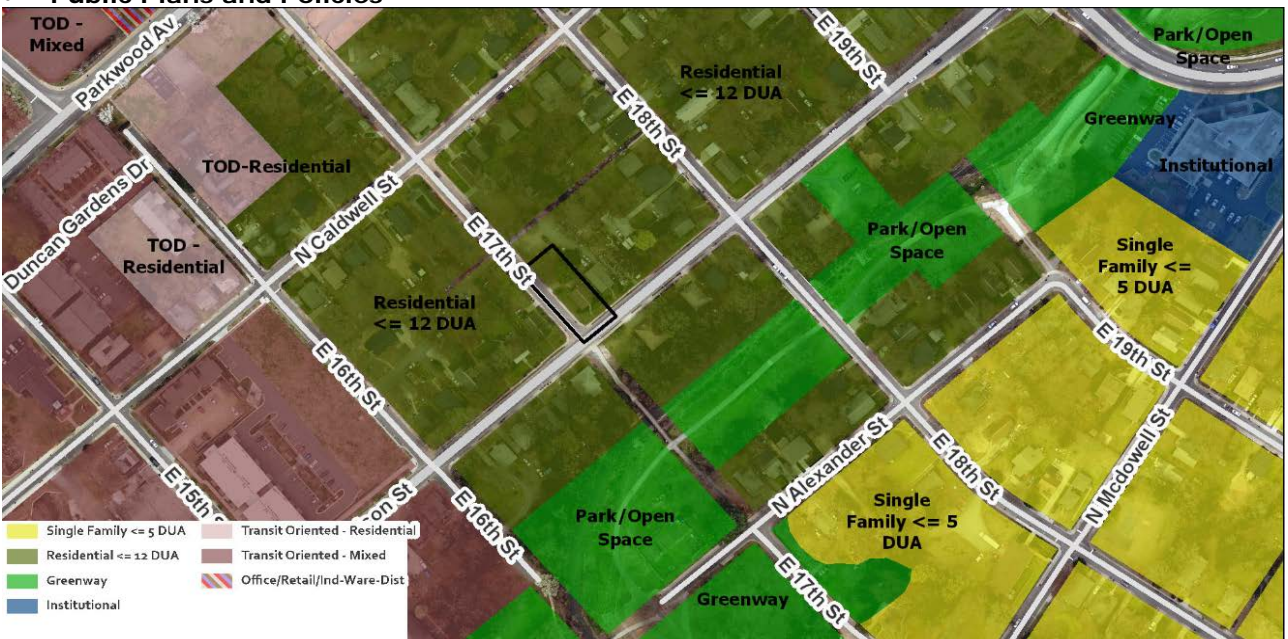 Public Plans and Policies
TOD -
Mixed
Parkwood Av
E 19th St
Park/Open
Space
Residential
<= 12 DUA
E 18th St
Greenway
Institutional
TOD-Residential
Duncan Gardens Dr
N Caldwell St
TOD -
Residential
E 17th St
Park/Open
Space
Single
Family <=
5 DUA
Residential
<= 12 DUA
E 16th St
E 19th St
N Alexander St
E 18th St
N Mcdowell St
E 15th S
son St
E 16th St
Park/Open
Space
Single
Family <= 5
DUA
E 17th St
Greenway
Single Family <= 5 DUA
Residential <= 12 DUA
Greenway
Institutional
Transit Oriented - Residential
Transit Oriented - Mixed
Office/Retail/Ind-Ware-Dist